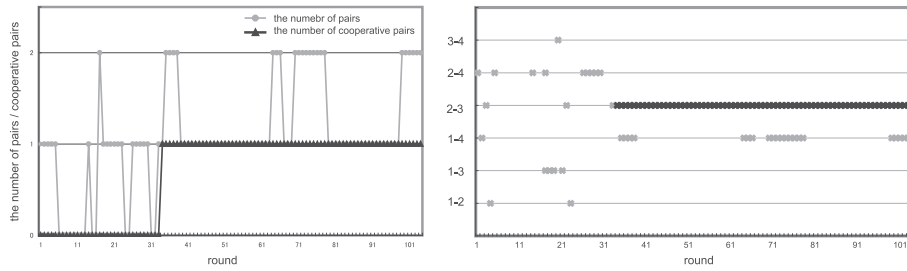 the numebr of pairs
the number of cooperative pairs
the number of pairs / cooperative pairs
2
1
0
1 11 21 31 41 51 61 71 81 91 101
round
3-4
2-4
2-3
1-4
1-3
1-2
1 11 21 31 41 51 61 71 81 91 101
round